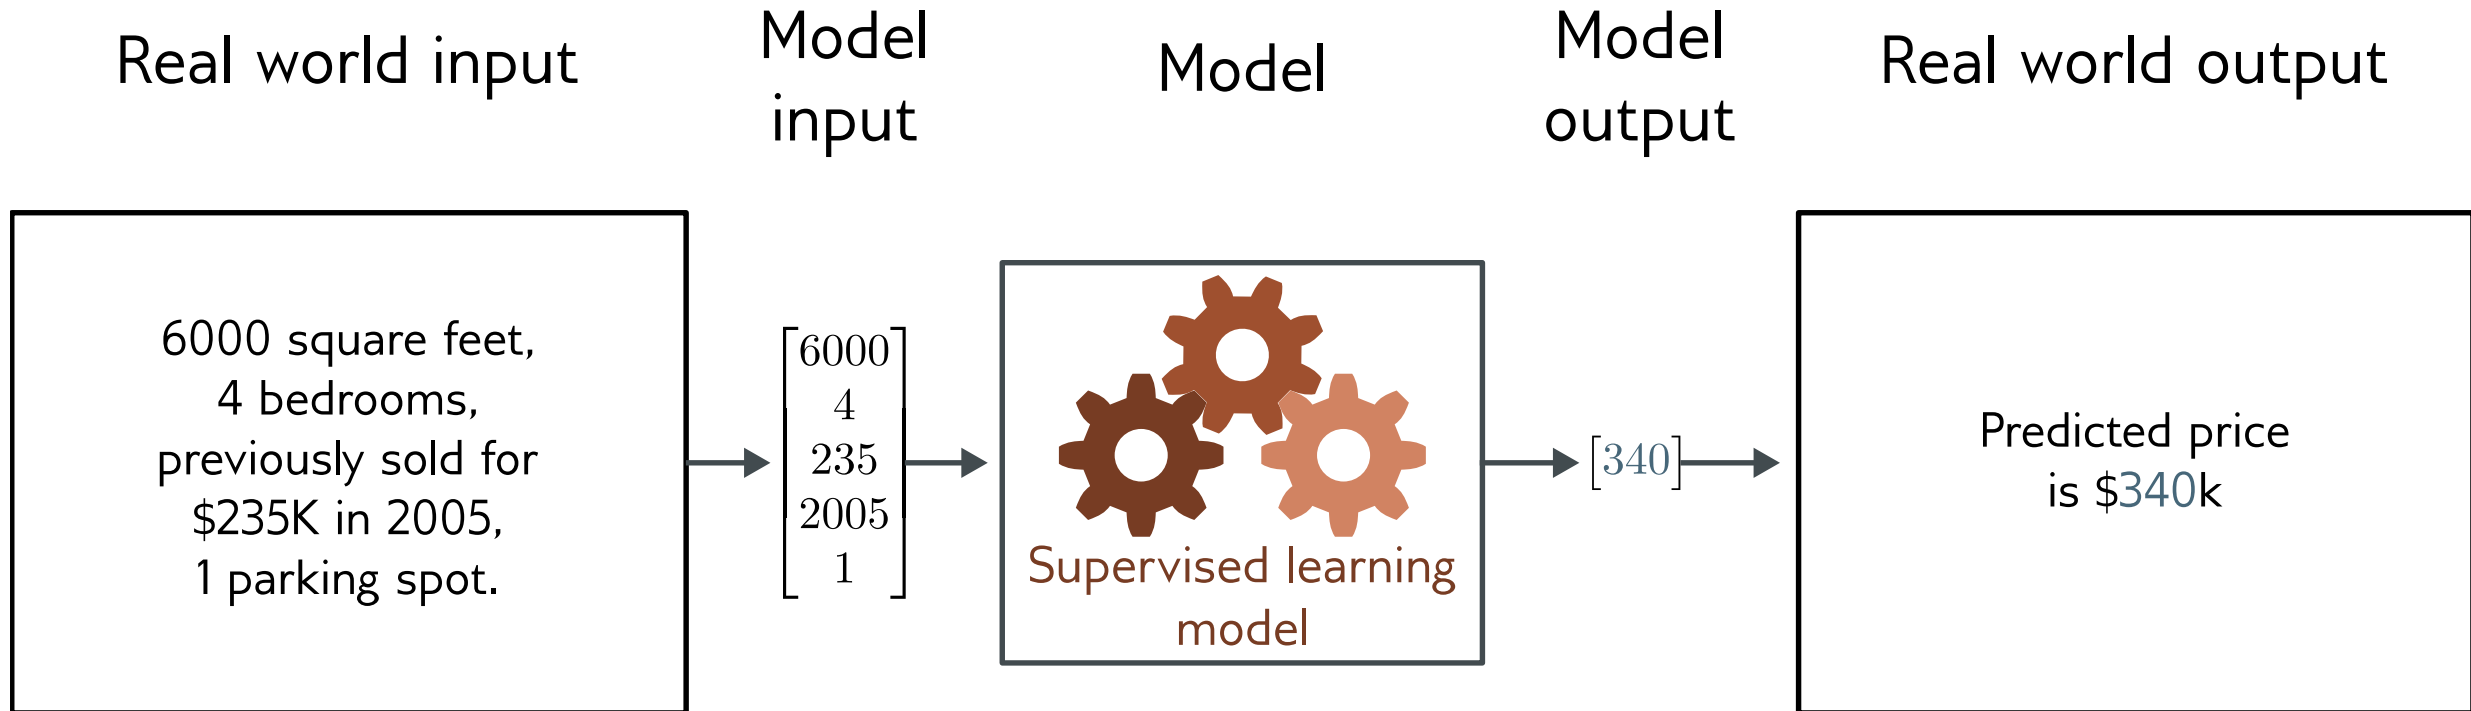 Real world input
Model
input
Model
Model
output
Real world output
6000 square feet,
4 bedrooms,
previously sold for
$235K in 2005,
1 parking spot.
6000
4
235
2005
1
Supervised learning
model
[340]
Predicted price
is $340k